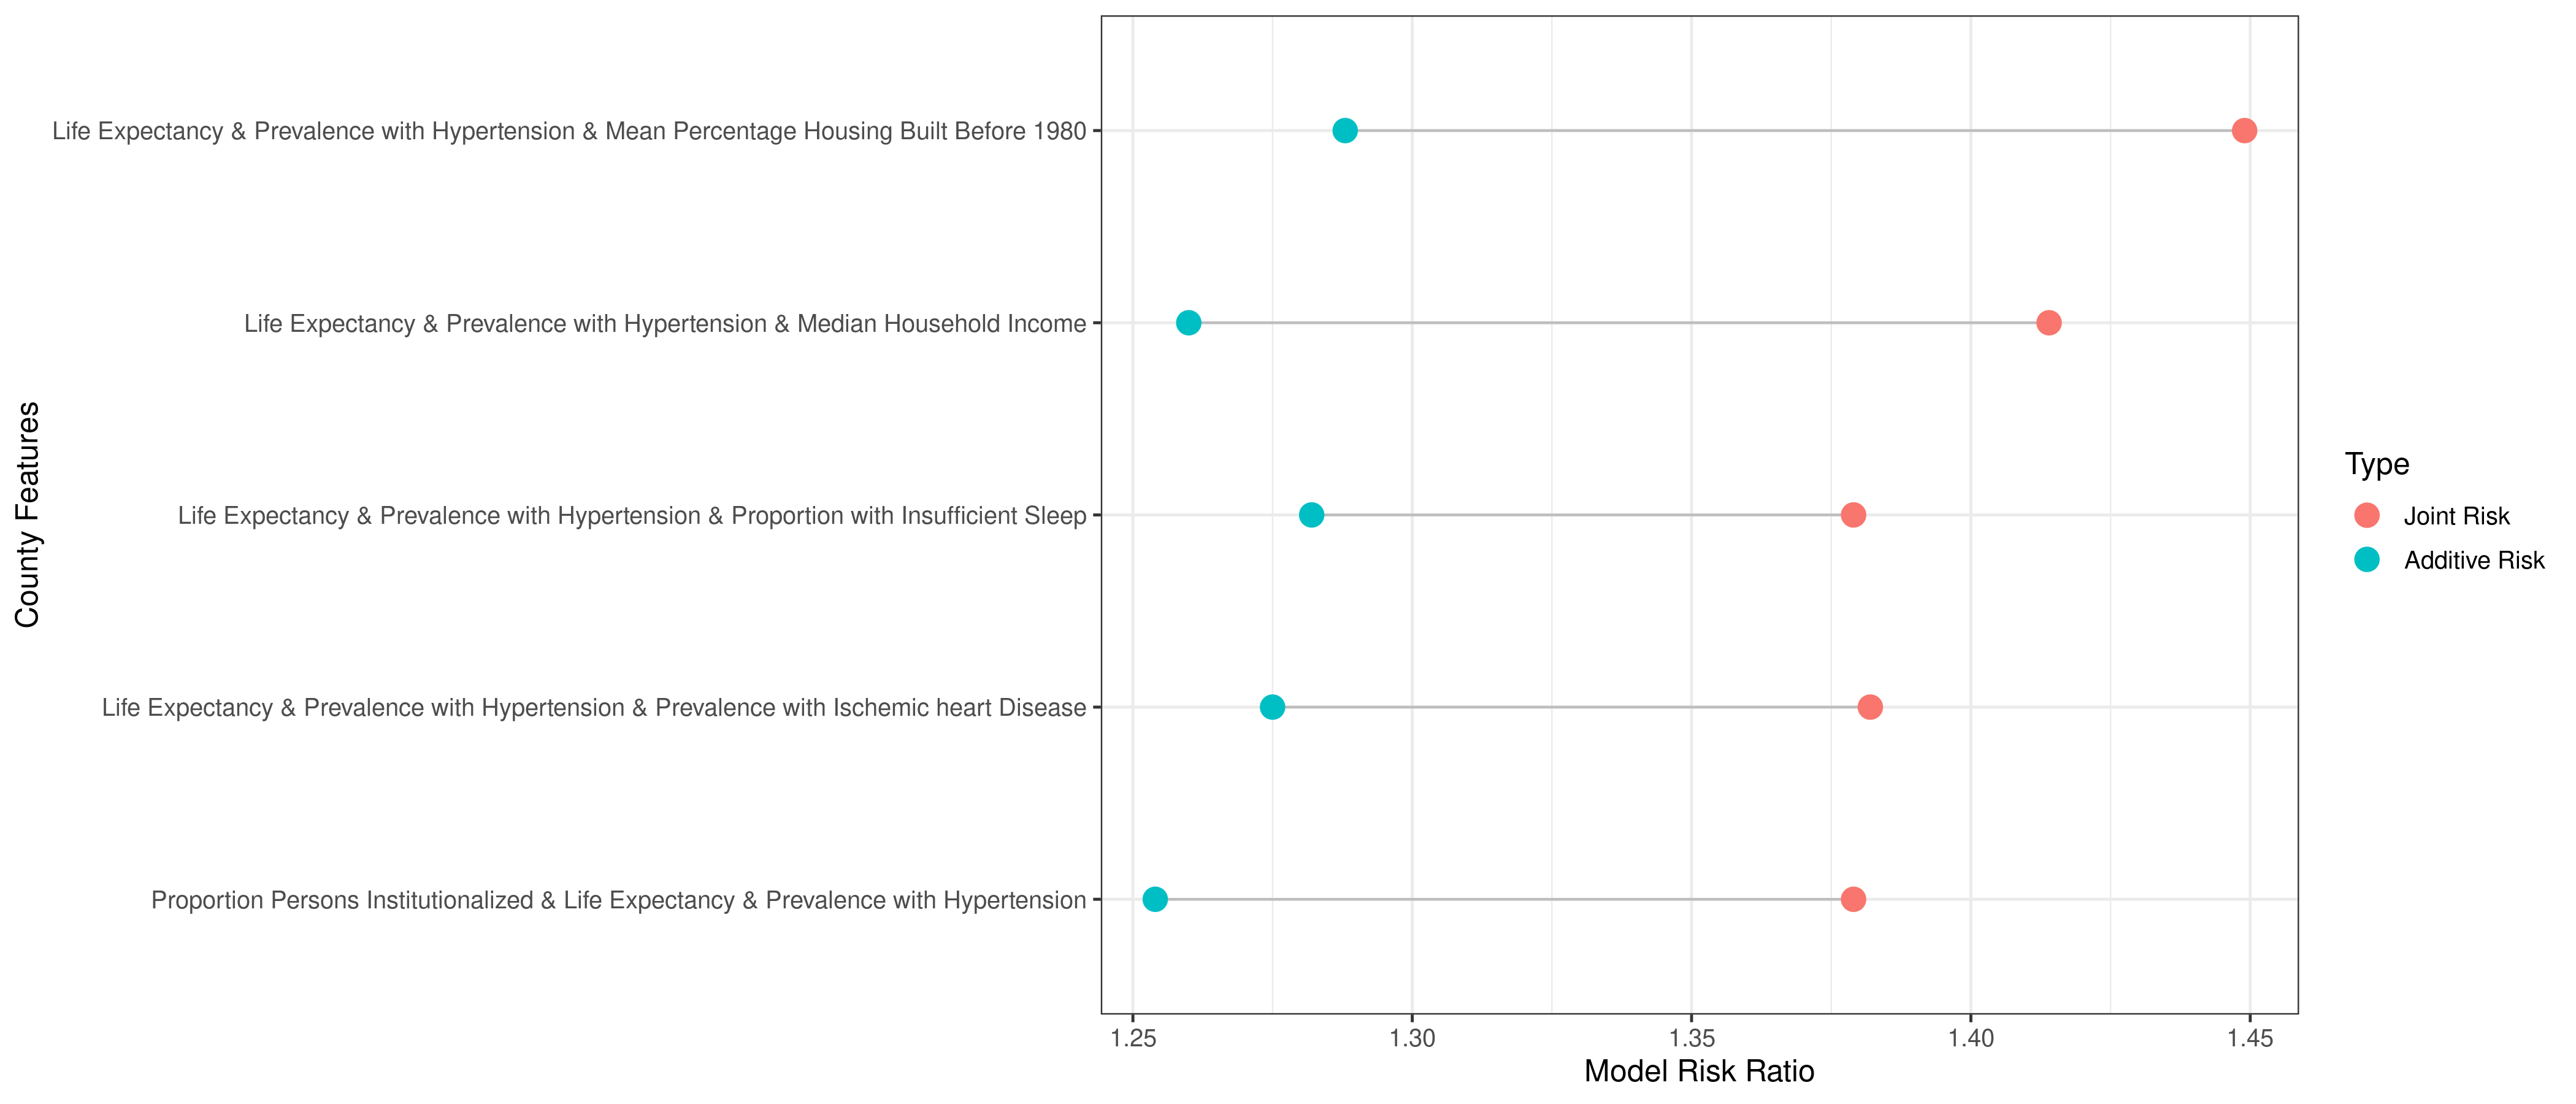 Life Expectancy & Prevalence with Hypertension & Mean Percentage Housing Built Before 1980
Life Expectancy & Prevalence with Hypertension & Median Household Income
Life Expectancy & Prevalence with Hypertension & Proportion with Insufficient Sleep
Life Expectancy & Prevalence with Hypertension & Prevalence with Ischemic heart Disease
Proportion Persons Institutionalized & Life Expectancy & Prevalence with Hypertension
County Features
1.25
1.30
1.35
1.40
1.45
Model Risk Ratio
Type
Joint Risk
Additive Risk